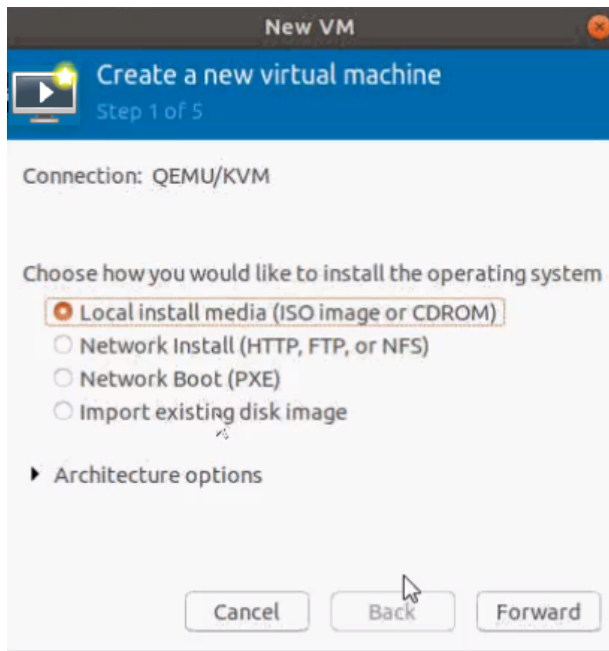 New VM
Create a new virtual machine
Step 1 of 5
Connection: QEMU/KVM
Choose how you would like to install the operating system
Local install media (ISO image or CDROM)
Network Install (HTTP, FTP, or NFS)
Network Boot (PXE)
Import existing disk image
Architecture options
Cancel Back Forward